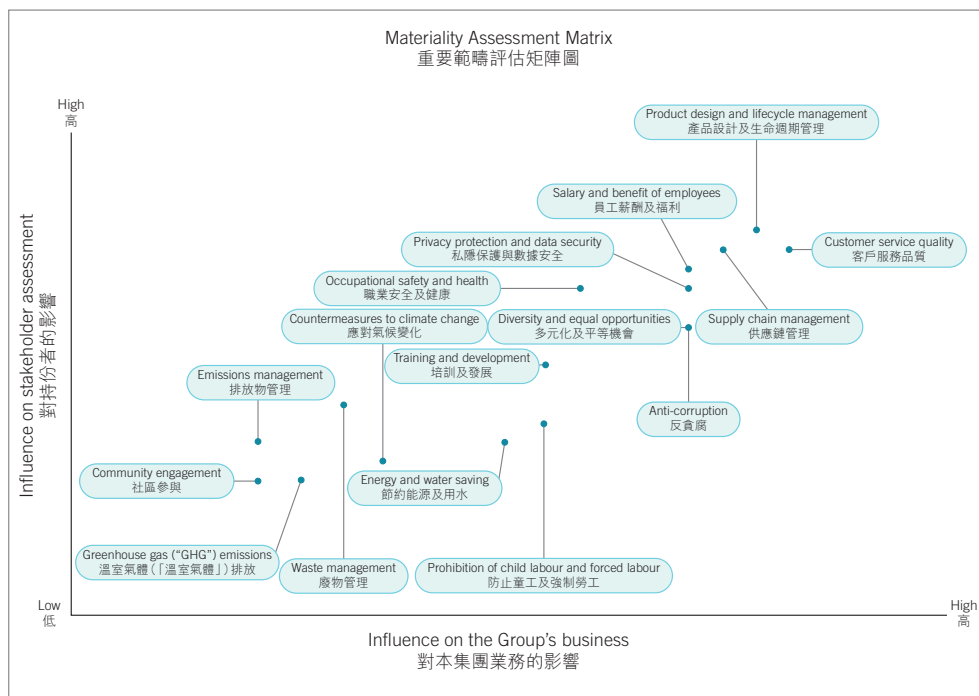 Materiality Assessment Matrix
重要範疇評估矩陣圖
High
高
Influence on stakeholder assessment
對持份者的影響
Product design and lifecycle management
產品設計及生命週期管理
Salary and benefit of employees
員工薪酬及福利
Privacy protection and data security
私隱保護與數據安全
Customer service quality
客戶服務品質
Occupational safety and health
職業安全及健康
Countermeasures to climate change
應對氣候變化
Diversity and equal opportunities
多元化及平等機會
Supply chain management
供應鏈管理
Training and development
培訓及發展
Emissions management
排放物管理
Anti-corruption
反貪腐
Community engagement
社區參與
Energy and water saving
節約能源及用水
Greenhouse gas (“GHG”) emissions
溫室氣體(「溫室氣體」)排放
Waste management
廢物管理
Prohibition of child labour and forced labour
防止童工及強制勞工
Low
低
High
高
Influence on the Group’s business
對本集團業務的影響